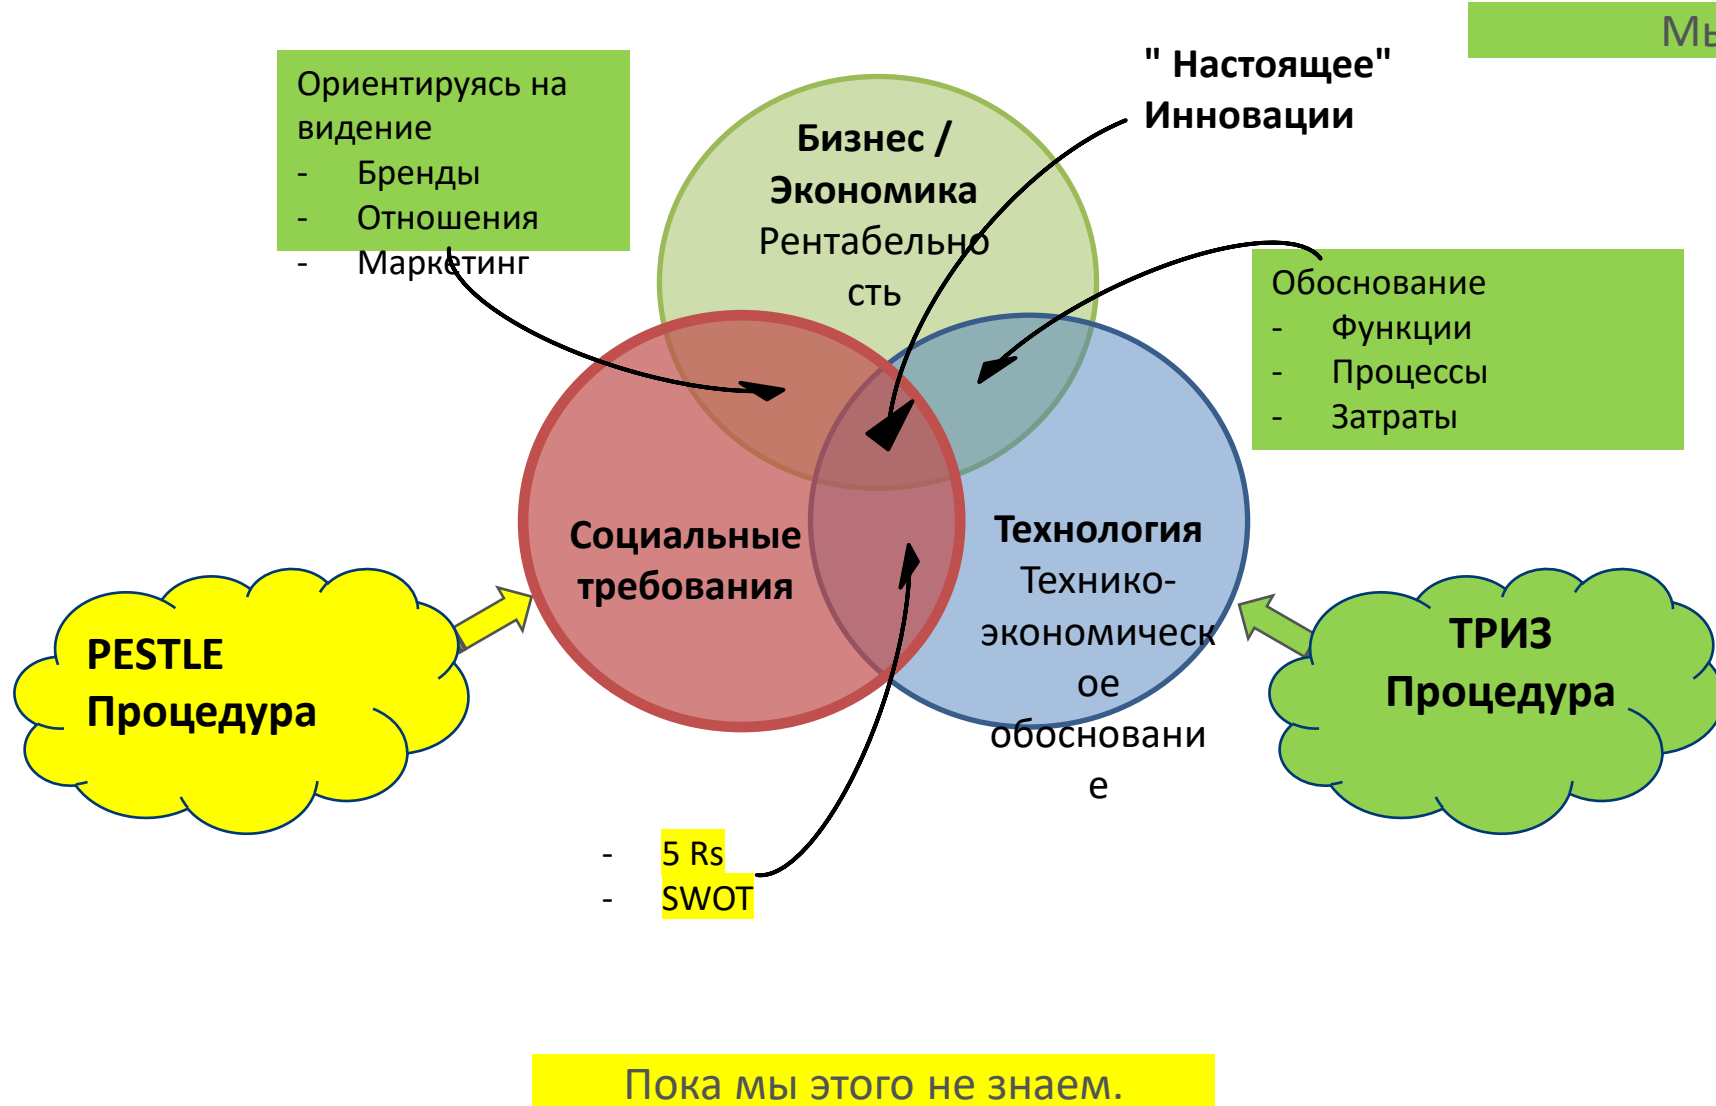 Мы
Ориентируясь на
видение
- Бренды
- Отношения
- Маркетинг
" Настоящее"
Инновации
Бизнес /
Экономика
Рентабельно
сть
Обоснование
- Функции
- Процессы
- Затраты
Социальные
требования
Технология
Технико-
экономическ
ое
обосновани
е
PESTLE
Процедура
ТРИЗ
Процедура
- 5 Rs
- SWOT
Пока мы этого не знаем.